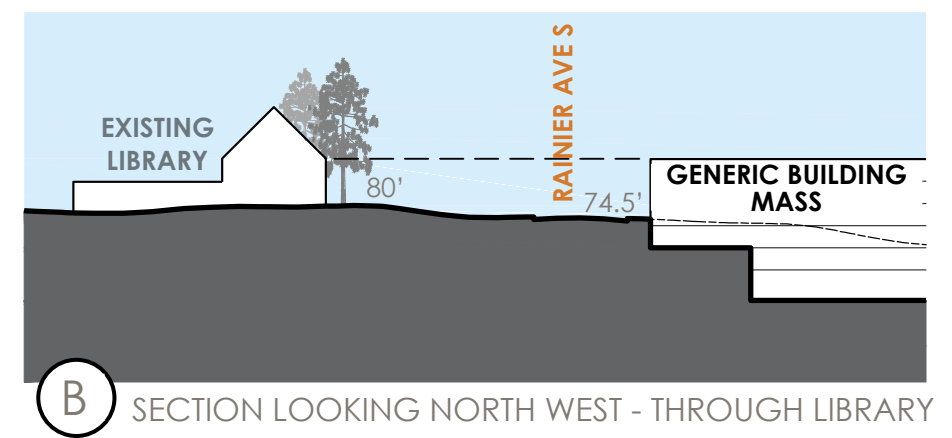 EXISTING
LIBRARY
80’
RAINIER AVE S
74.5’
GENERIC BUILDING
MASS
B
SECTION LOOKING NORTH WEST - THROUGH LIBRARY